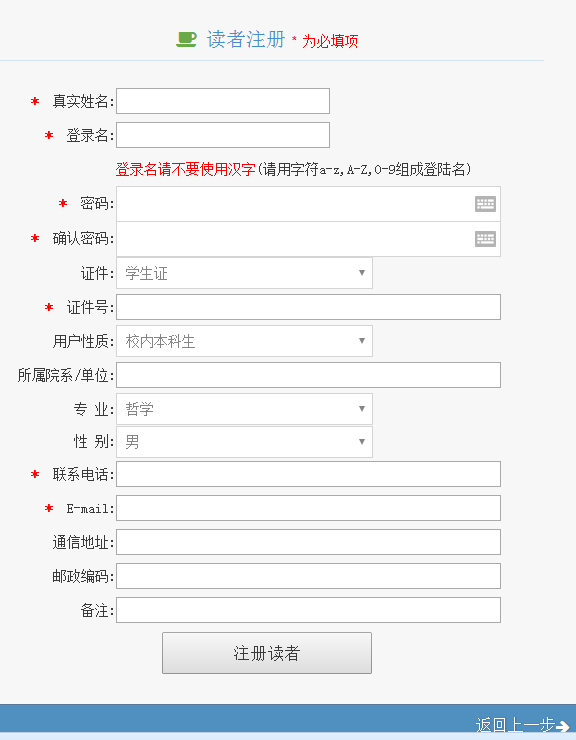 读者注册 * 为必填项
* 真实姓名:
* 登录名:
登录名请不要使用汉字(请用字符a-z,A-Z,0-9组成登陆名)
* 密码:
* 确认密码:
证件: 学生证
* 证件号:
用户性质: 校内本科生
所属院系/单位:
专 业: 哲学
性 别: 男
* 联系电话:
* E-mail:
通信地址:
邮政编码:
备注:
注册读者
返回上一步